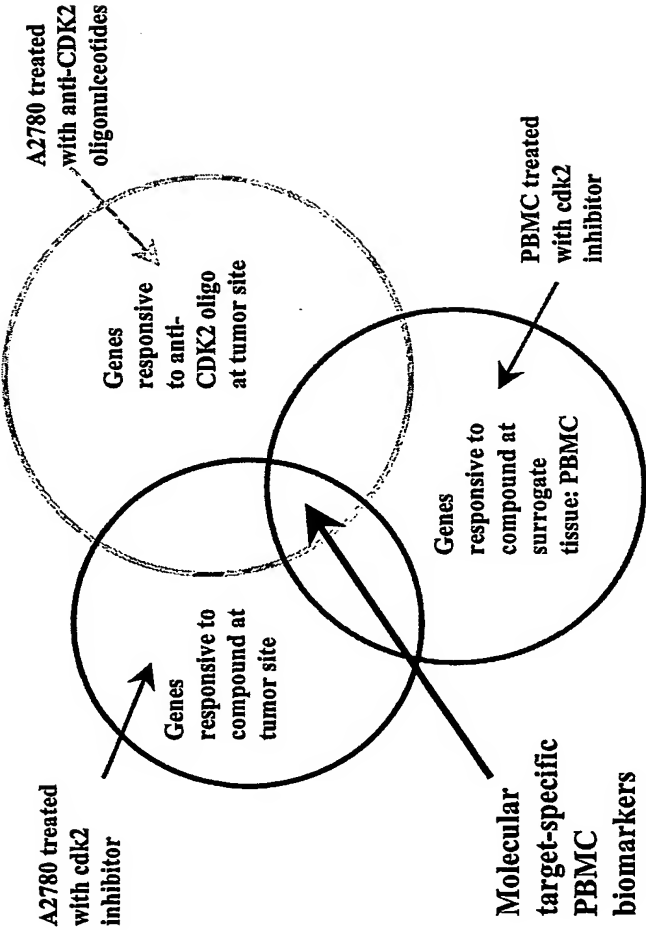 A2780 treated
with cdk2
inhibitor
A2780 treated
with anti-CDK2
oligonulceotides
Genes
responsive to
compound at
tumor site
Genes
responsive
to anti-
CDK2 oligo
at tumor site
Genes
responsive to
compound at
surrogate
tissue: PBMC
PBMC treated
with cdk2
inhibitor
Molecular
target-specific
PBMC
biomarkers